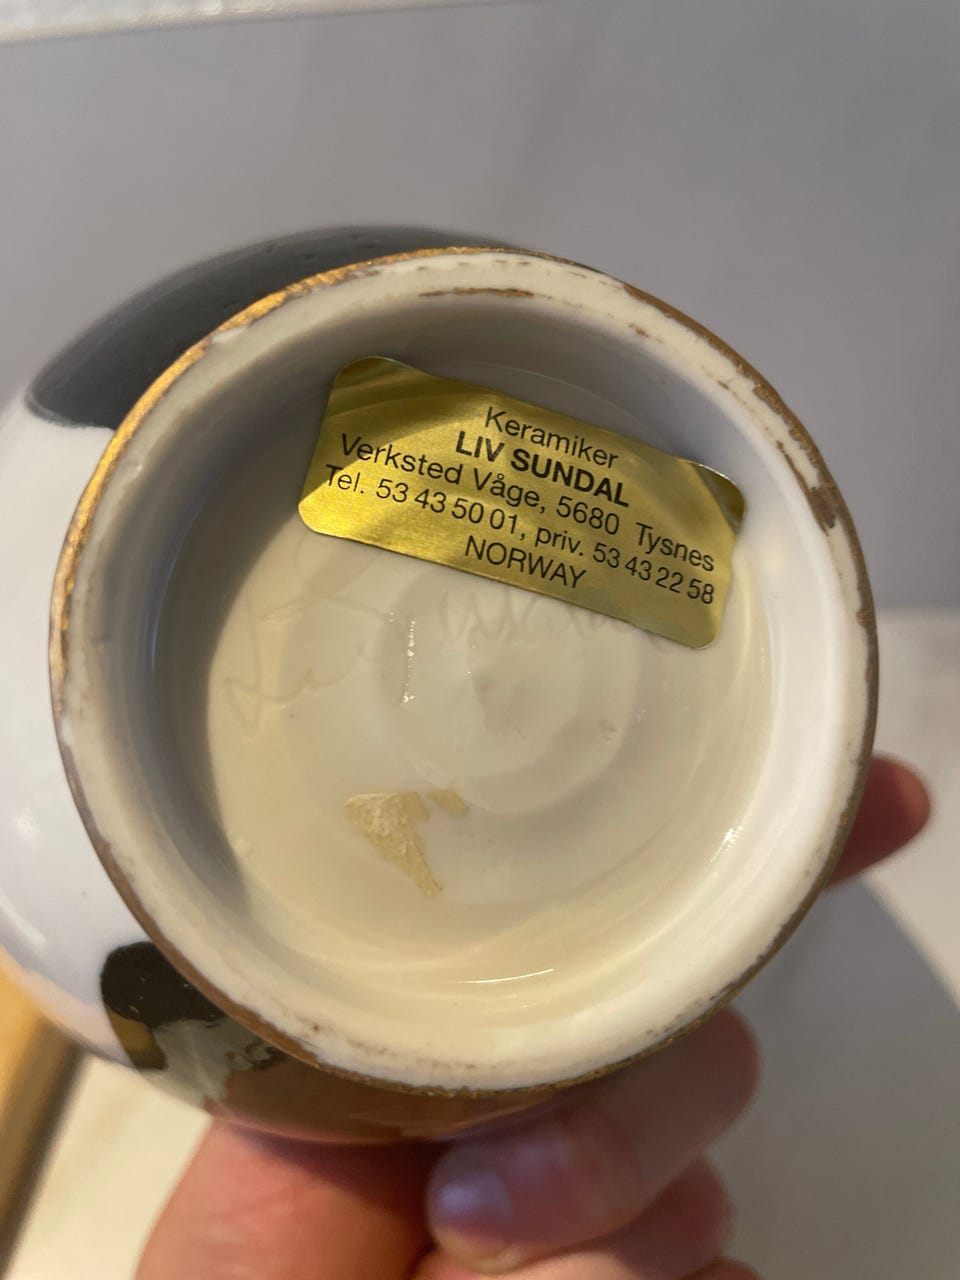 Keramiker
LIV SUNDAL
Verksted Våge, 5680 Tysnes
Tel. 53 43 50 01, priv. 53 43 22 58
NORWAY